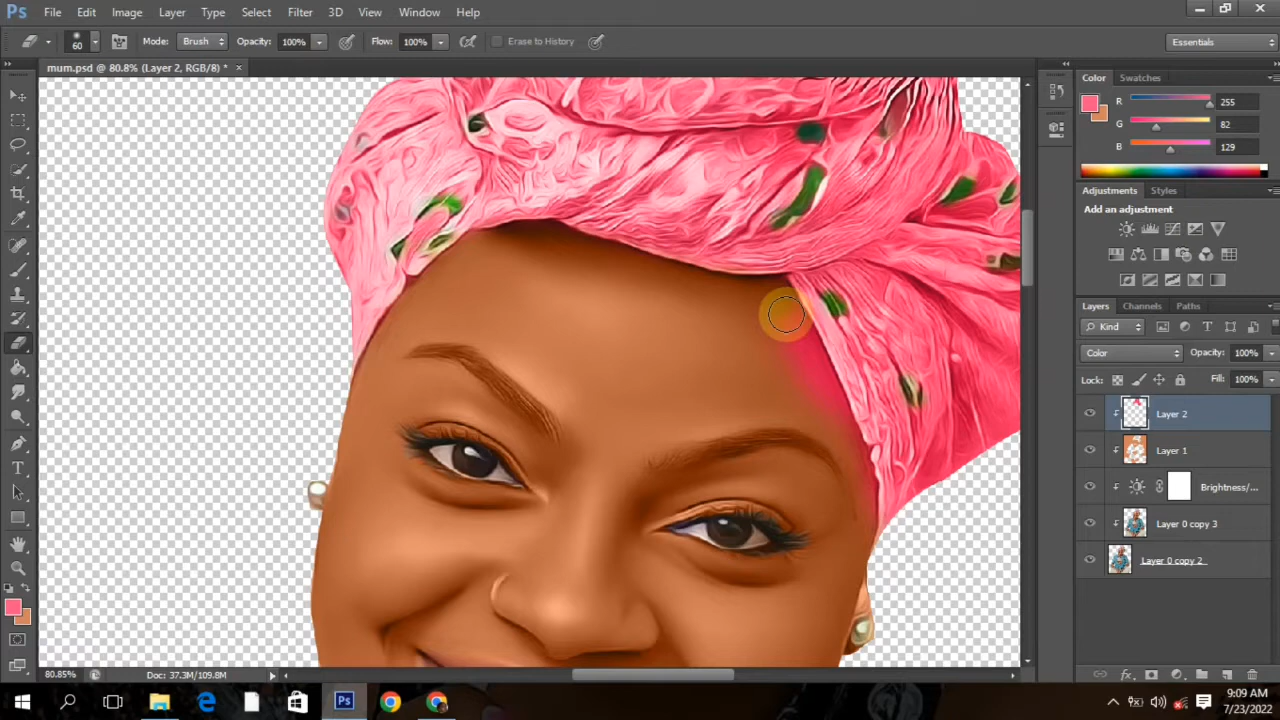 Ps File Edit Image Layer Type Select Filter 3D View Window Help
60 Mode: Brush Opacity: 100% Flow: 100% Erase to History Essentials
mum.psd @ 80.8% (Layer 2, RGB/8) * ×
Color Swatches
R 255
G 82
B 129
Adjustments Styles
Add an adjustment
Layers Channels Paths
Kind
Color Opacity: 100%
Lock: Fill: 100%
Layer 2
Layer 1
Brightness/...
Layer 0 copy 3
Layer 0 copy 2
80.85% Doc: 37.3M/109.8M
Ps
9:09 AM
7/23/2022